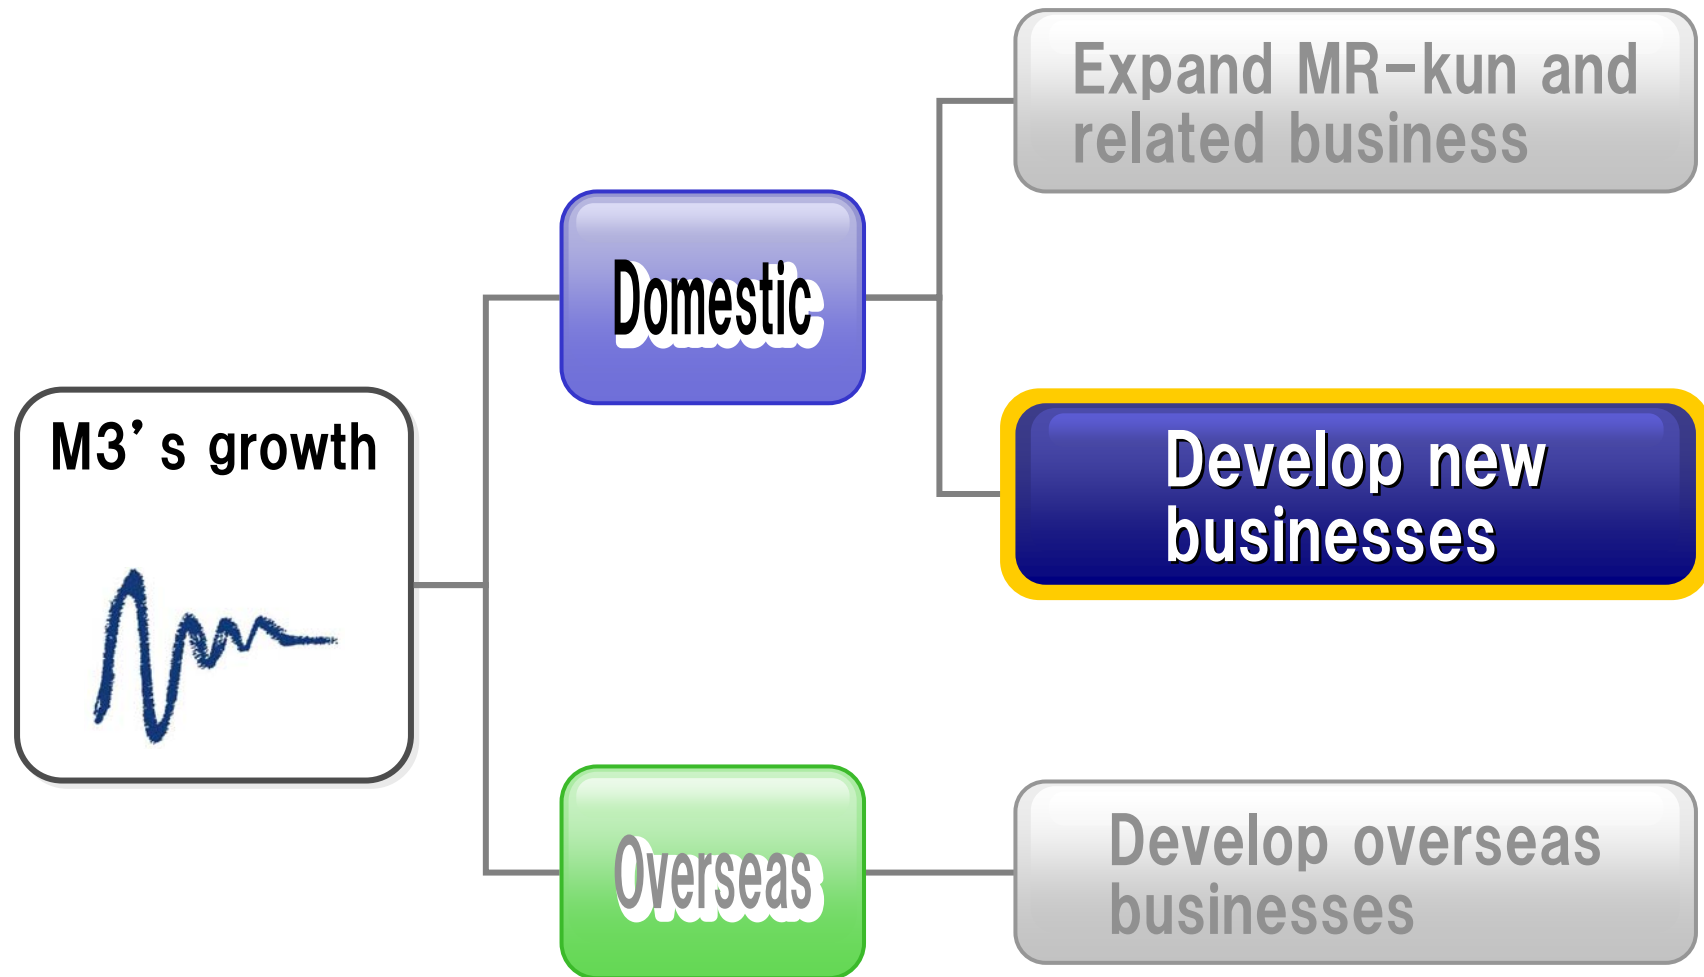 Expand MR-kun and
related business
Domestic
M3’s growth
Develop new
businesses
Overseas
Develop overseas
businesses